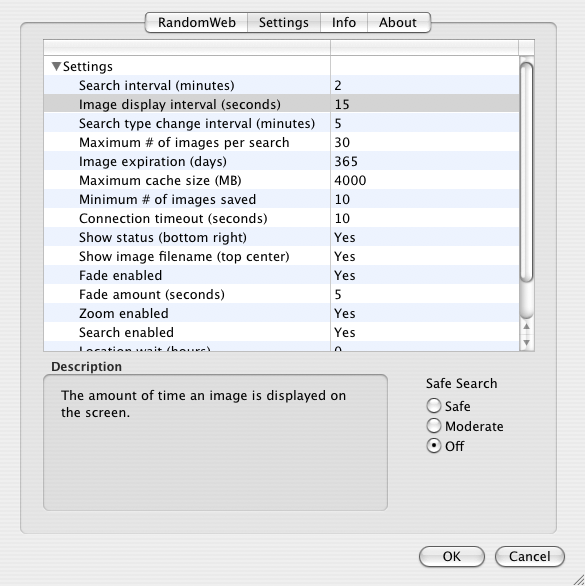 RandomWeb Settings Info About
Settings
Search interval (minutes) 2
Image display interval (seconds) 15
Search type change interval (minutes) 5
Maximum # of images per search 30
Image expiration (days) 365
Maximum cache size (MB) 4000
Minimum # of images saved 10
Connection timeout (seconds) 10
Show status (bottom right) Yes
Show image filename (top center) Yes
Fade enabled Yes
Fade amount (seconds) 5
Zoom enabled Yes
Search enabled Yes
Location wait (hours) 0
Description
The amount of time an image is displayed on
the screen.
Safe Search
Safe
Moderate
Off
OK Cancel